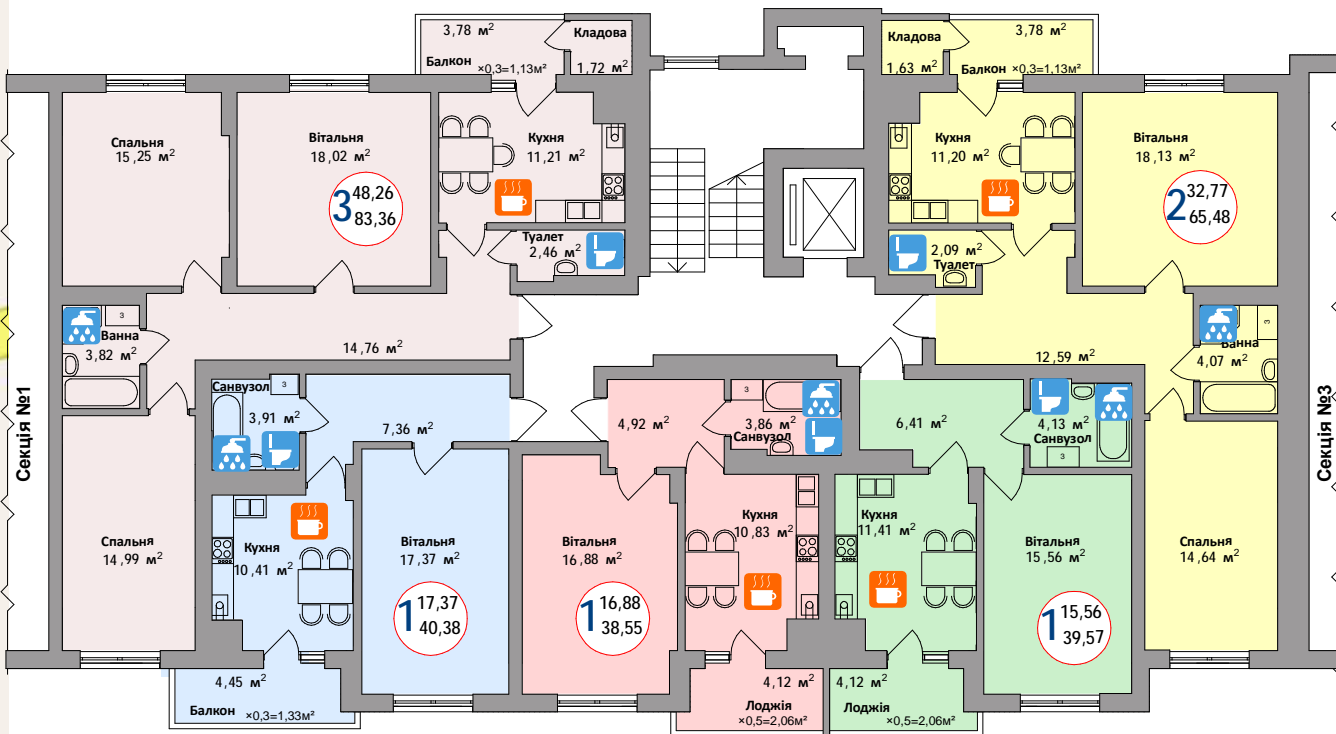 3,78 м²
Кладова
1,72 м²
Балкон ×0,3=1,13м²
Кладова
1,63 м²
3,78 м²
Балкон ×0,3=1,13м²
Спальня
15,25 м²
Вітальня
18,02 м²
3 48,26
83,36
Кухня
11,21 м²
Туалет
2,46 м²
Кухня
11,20 м²
2,09 м²
Туалет
Вітальня
18,13 м²
2 32,77
65,48
З
Ванна
3,82 м²
14,76 м²
12,59 м²
З
Ванна
4,07 м²
Секція №1
Секція №3
Санвузол
З
3,91 м²
7,36 м²
4,92 м²
З
3,86 м²
Санвузол
6,41 м²
4,13 м²
Санвузол
З
Спальня
14,99 м²
Кухня
10,41 м²
Вітальня
17,37 м²
1 17,37
40,38
Вітальня
16,88 м²
1 16,88
38,55
Кухня
10,83 м²
Кухня
11,41 м²
Вітальня
15,56 м²
1 15,56
39,57
Спальня
14,64 м²
4,45 м²
Балкон ×0,3=1,33м²
4,12 м²
Лоджія
×0,5=2,06м²
4,12 м²
Лоджія
×0,5=2,06м²